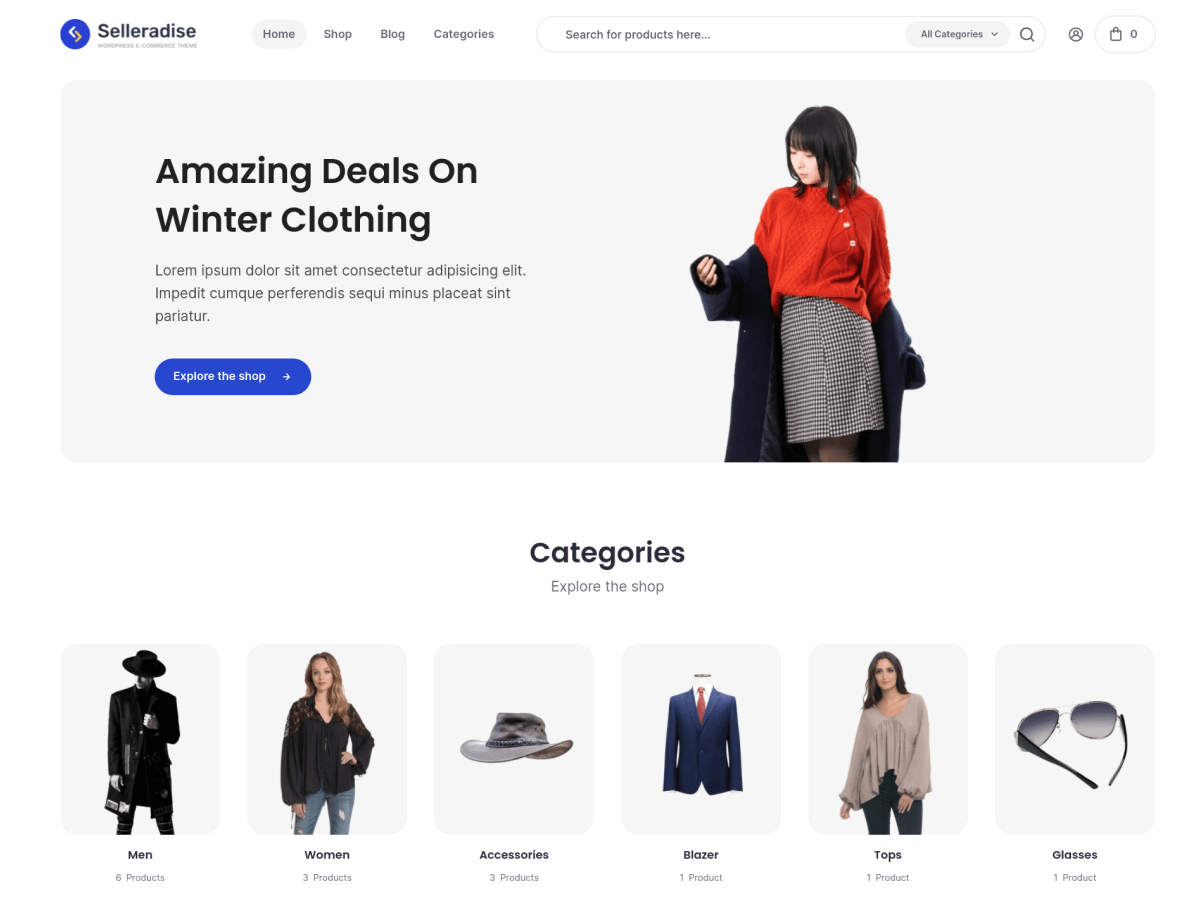 Selleradise
WORDPRESS E-COMMERCE THEME
Home
Shop
Blog
Categories
Search for products here...
All Categories
0
Amazing Deals On
Winter Clothing
Lorem ipsum dolor sit amet consectetur adipisicing elit.
Impedit cumque perferendis sequi minus placeat sint
pariatur.
Explore the shop →
Categories
Explore the shop
Men
Women
Accessories
Blazer
Tops
Glasses
6 Products
3 Products
3 Products
1 Product
1 Product
1 Product